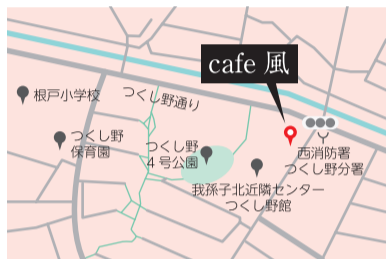 cafe 風
根戸小学校
つくし野通り
つくし野
保育園
つくし野
4号公園
西消防署
つくし野分署
我孫子北近隣センター
つくし野館